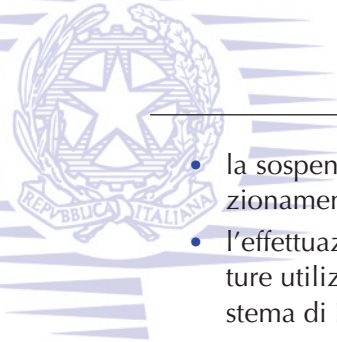 REPVBBLICA ITALIANA
• la sospen
zionamen
• l’effettuaz
ture utiliz
stema di